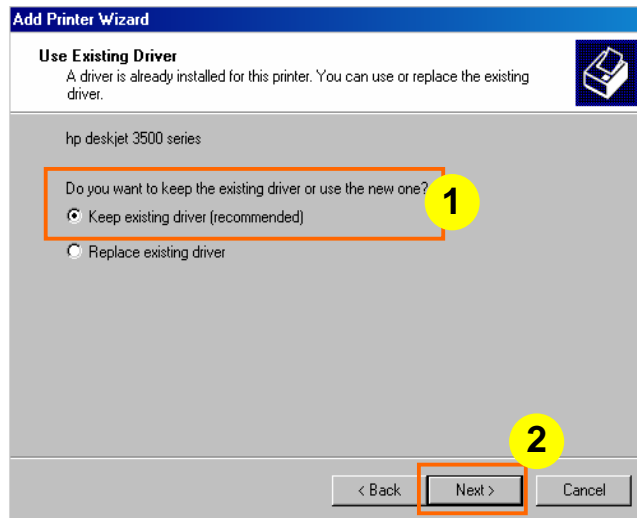 Add Printer Wizard
Use Existing Driver
A driver is already installed for this printer. You can use or replace the existing
driver.
hp deskjet 3500 series
Do you want to keep the existing driver or use the new one?
1
Keep existing driver (recommended)
Replace existing driver
2
< Back
Next >
Cancel